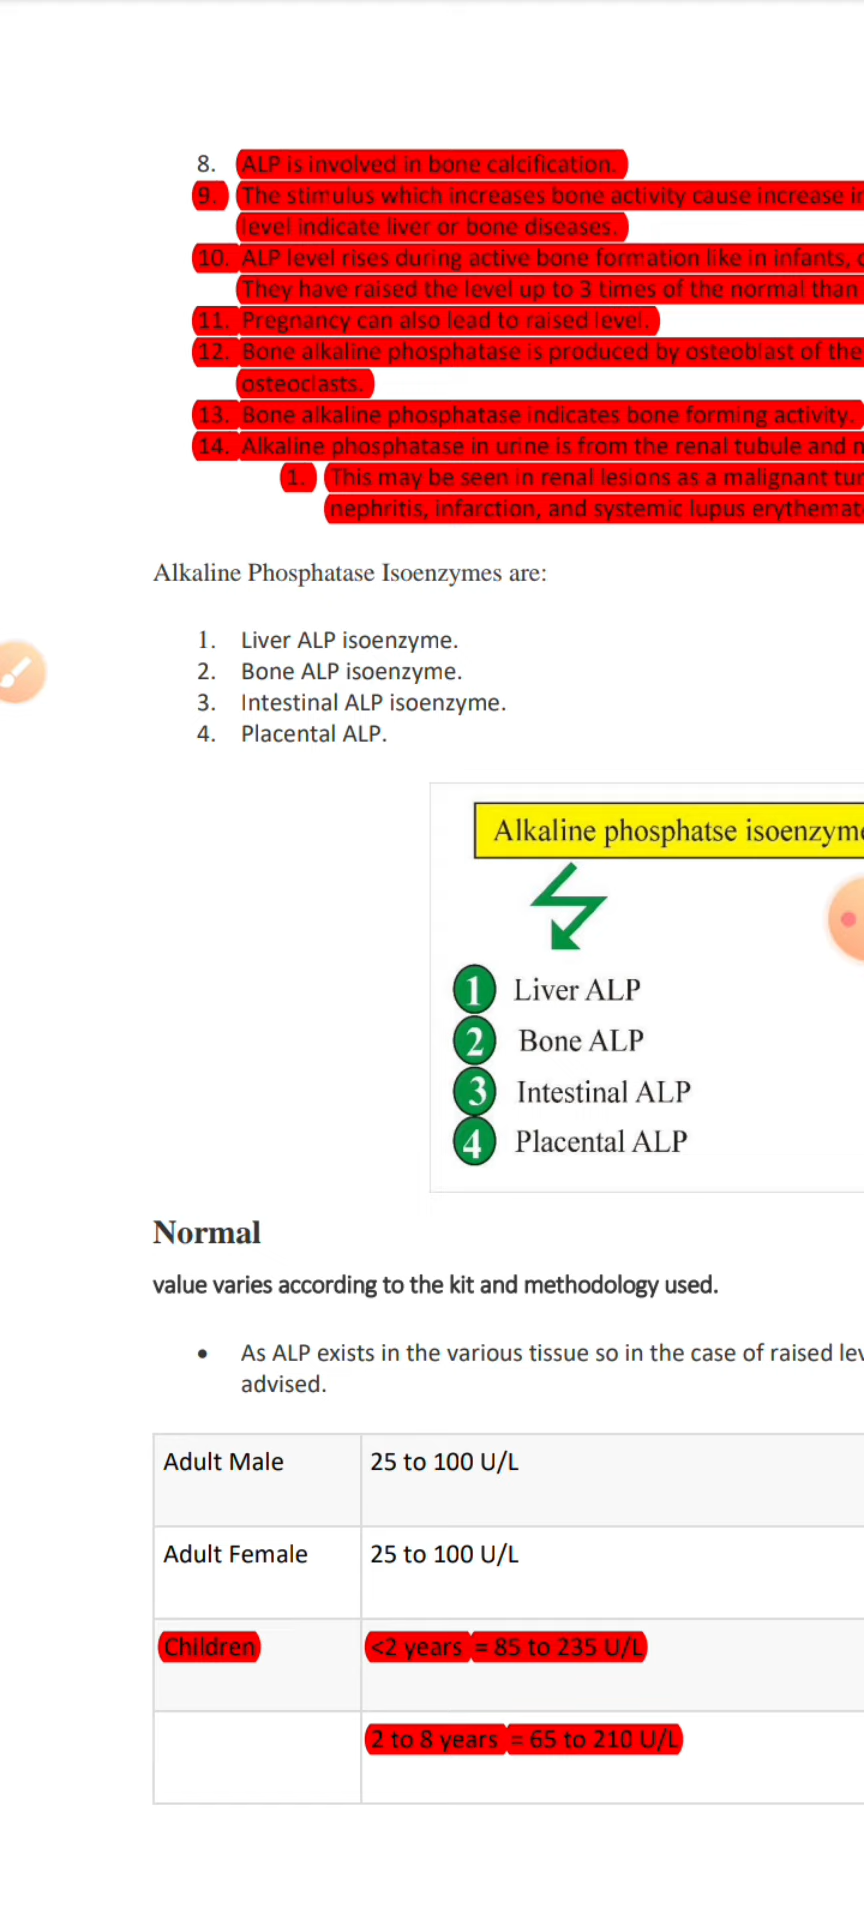 8. ALP is involved in bone calcification.
9. The stimulus which increases bone activity cause increase in
level indicate liver or bone diseases.
10. ALP level rises during active bone formation like in infants,
They have raised the level up to 3 times of the normal than
11. Pregnancy can also lead to raised level.
12. Bone alkaline phosphatase is produced by osteoblast of the
osteoclasts.
13. Bone alkaline phosphatase indicates bone forming activity.
14. Alkaline phosphatase in urine is from the renal tubule and
1. This may be seen in renal lesions as a malignant
nephritis, infarction, and systemic lupus
Alkaline Phosphatase Isoenzymes are:
1. Liver ALP isoenzyme.
2. Bone ALP isoenzyme.
3. Intestinal ALP isoenzyme.
4. Placental ALP.
Alkaline phosphatse
1 Liver ALP
2 Bone ALP
3 Intestinal ALP
4 Placental ALP
Normal
value varies according to the kit and methodology used.
• As ALP exists in the various tissue so in the case of raised
advised.
Adult Male 25 to 100 U/L
Adult Female 25 to 100 U/L
Children <2 years = 85 to 235 U/L
2 to 8 years = 65 to 210 U/L